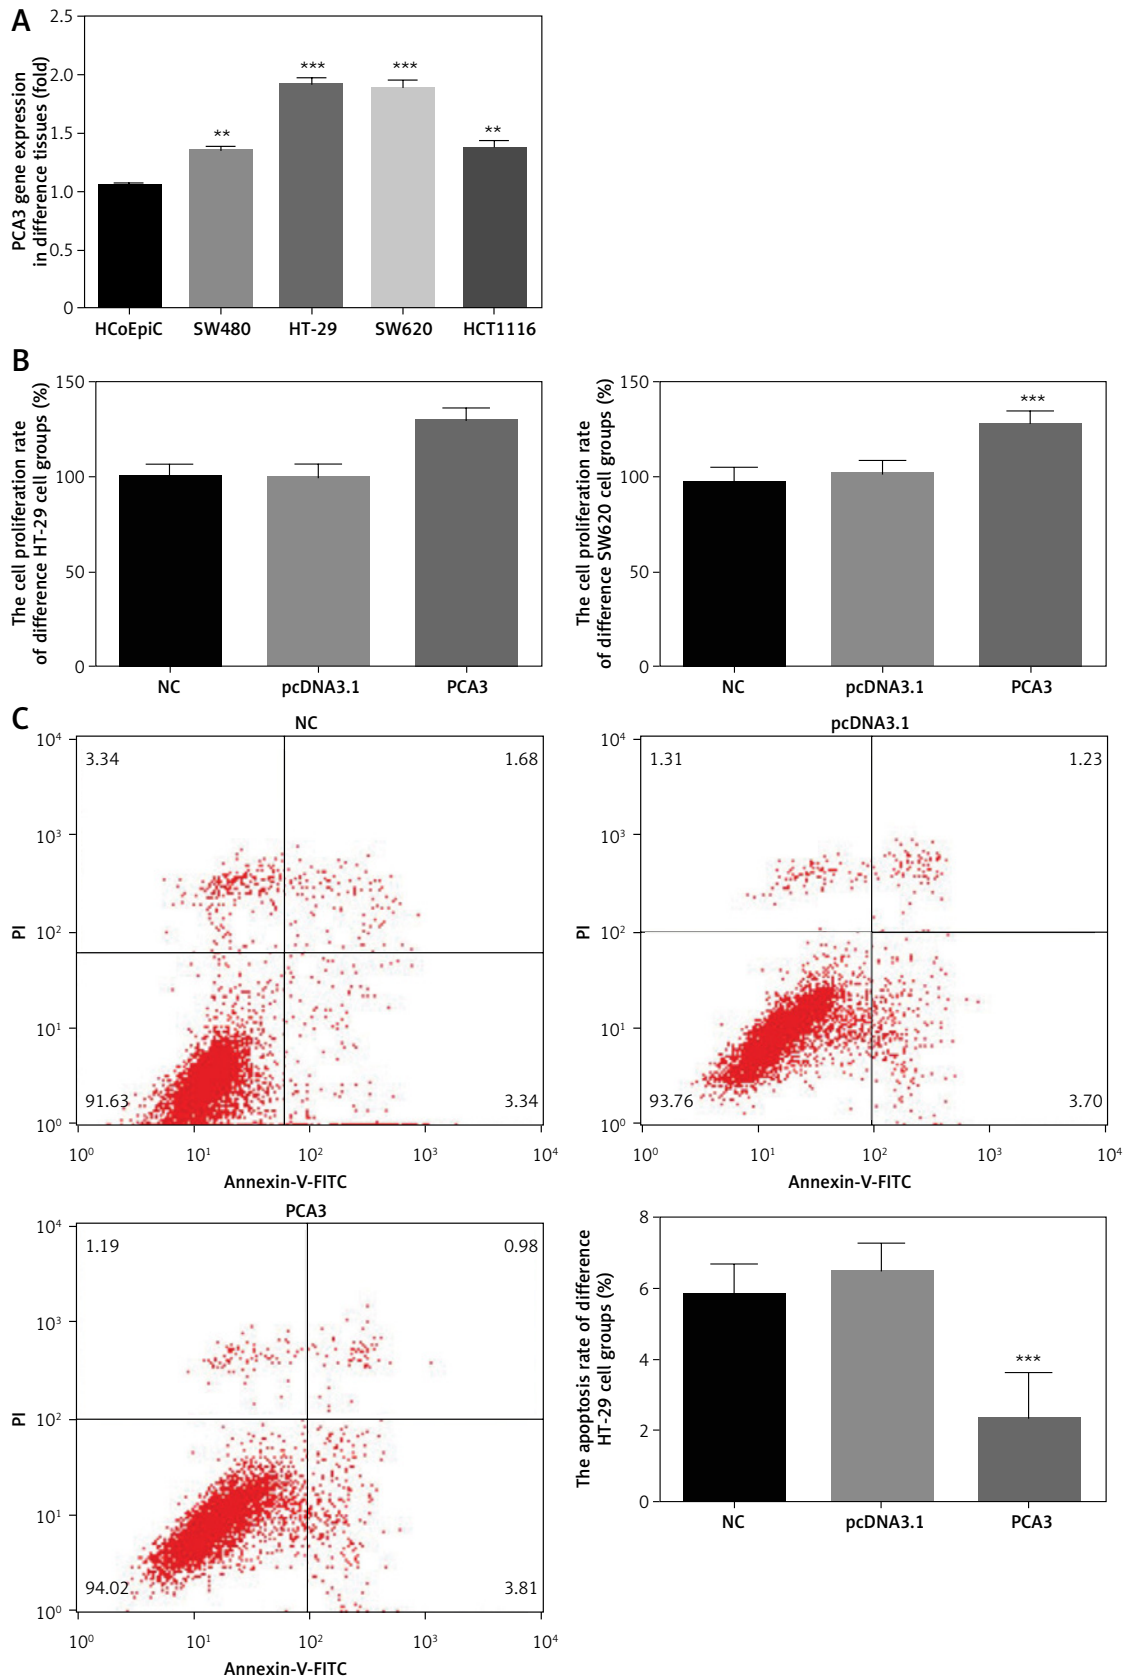 A
PCA3 gene expression
in difference tissues (fold)
2.5
2.0
1.5
1.0
0.5
0
**
***
***
**
HCoEpiC SW480 HT-29 SW620 HCT1116
B
The cell proliferation rate
of difference HT-29 cell groups (%)
150
100
50
0
NC pcDNA3.1 PCA3
The cell proliferation rate
of difference SW620 cell groups (%)
150
100
50
0
***
NC pcDNA3.1 PCA3
C
NC
PI
10⁴
10³
10²
10¹
10⁰
3.34 1.68
91.63 3.34
10⁰ 10¹ 10² 10³ 10⁴
Annexin-V-FITC
pcDNA3.1
PI
10⁴
10³
10²
10¹
10⁰
1.31 1.23
93.76 3.70
10⁰ 10¹ 10² 10³ 10⁴
Annexin-V-FITC
PCA3
PI
10⁴
10³
10²
10¹
10⁰
1.19 0.98
94.02 3.81
10⁰ 10¹ 10² 10³ 10⁴
Annexin-V-FITC
The apoptosis rate of difference
HT-29 cell groups (%)
8
6
4
2
0
***
NC pcDNA3.1 PCA3